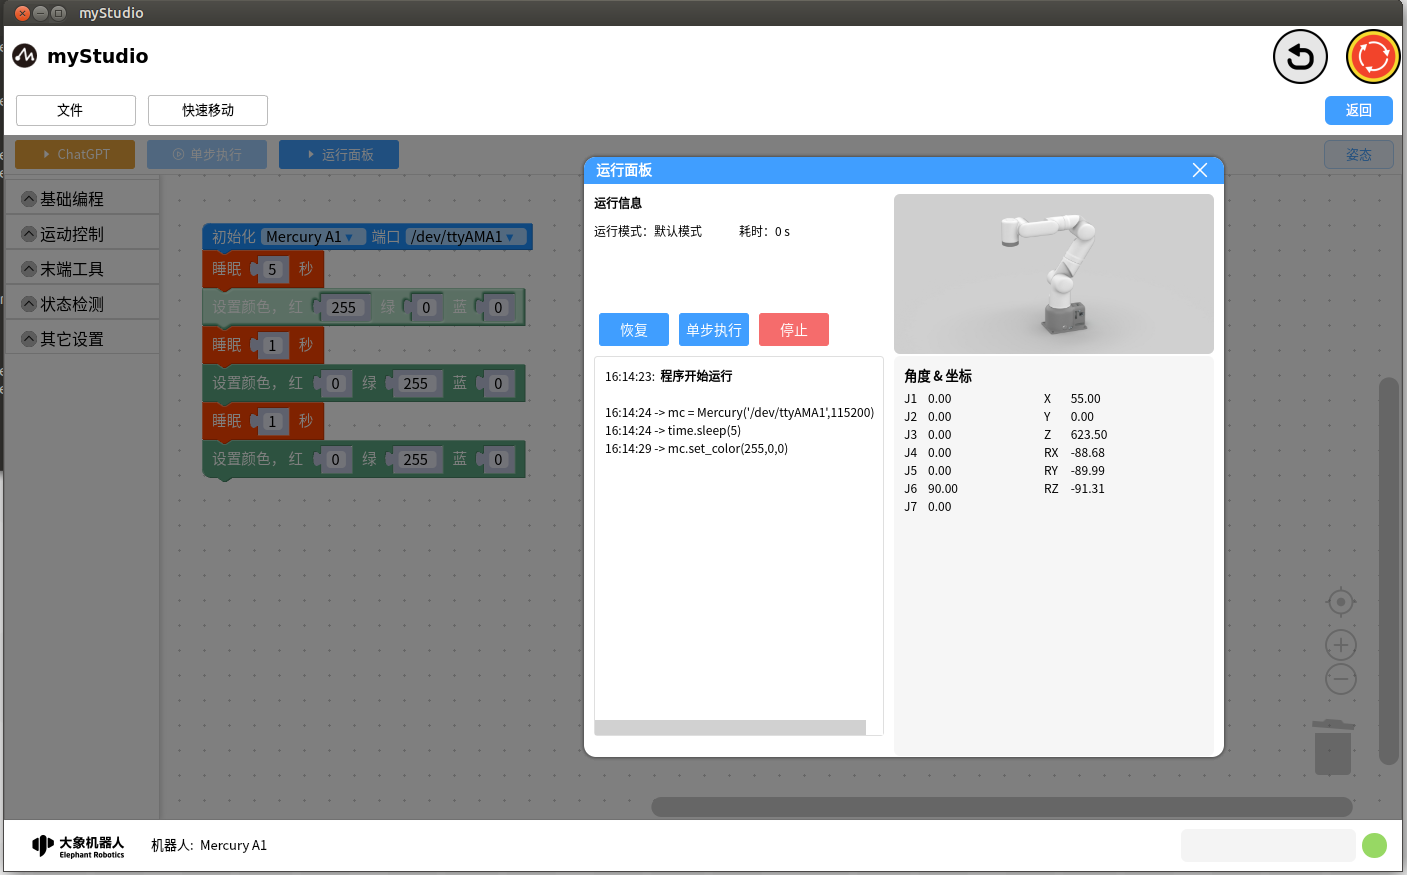 myStudio
myStudio
文件
快速移动
返回
ChatGPT
单步执行
运行面板
姿态
基础编程
运动控制
末端工具
状态检测
其它设置
初始化 Mercury A1 端口 /dev/ttyAMA1
睡眠 5 秒
设置颜色，红 255 绿 0 蓝 0
睡眠 1 秒
设置颜色，红 0 绿 255 蓝 0
睡眠 1 秒
设置颜色，红 0 绿 255 蓝 0
运行面板
运行信息
运行模式：默认模式 耗时：0 s
恢复
单步执行
停止
16:14:23: 程序开始运行
16:14:24 -> mc = Mercury('/dev/ttyAMA1',115200)
16:14:24 -> time.sleep(5)
16:14:29 -> mc.set_color(255,0,0)
角度 & 坐标
J1 0.00 X 55.00
J2 0.00 Y 0.00
J3 0.00 Z 623.50
J4 0.00 RX -88.68
J5 0.00 RY -89.99
J6 90.00 RZ -91.31
J7 0.00
大象机器人
Elephant Robotics
机器人: Mercury A1